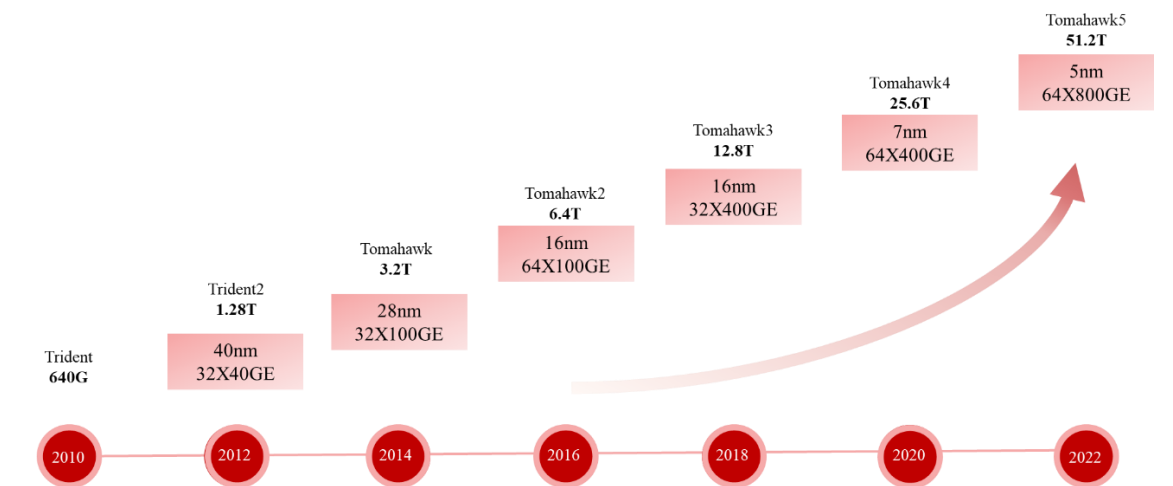 Trident
640G
Trident2
1.28T
40nm
32X40GE
Tomahawk
3.2T
28nm
32X100GE
Tomahawk2
6.4T
16nm
64X100GE
Tomahawk3
12.8T
16nm
32X400GE
Tomahawk4
25.6T
7nm
64X400GE
Tomahawk5
51.2T
5nm
64X800GE
2010
2012
2014
2016
2018
2020
2022